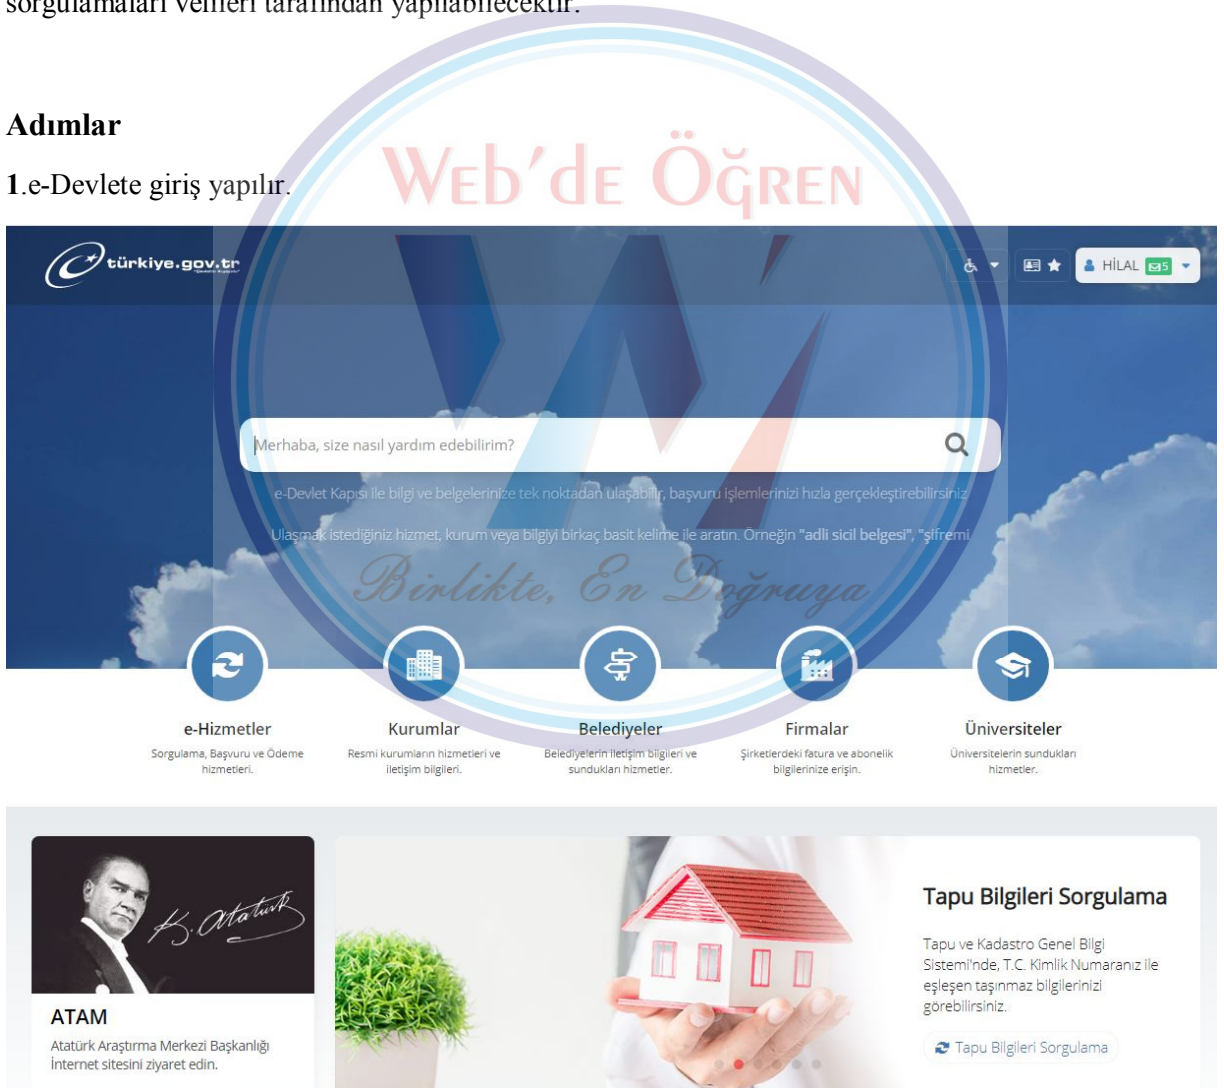 sorgulamaları velileri tarafından yapılabilecektir.
Adımlar
Web'de Öğren
1.e-Devlete giriş yapılır.
türkiye.gov.tr
HİLAL 5
Merhaba, size nasıl yardım edebilirim?
e-Devlet Kapısı ile bilgi ve belgelerinize tek noktadan ulaşabilir, başvuru işlemlerinizi hızla gerçekleştirebilirsiniz
Ulaşmak istediğiniz hizmet, kurum veya bilgiyi birkaç basit kelime ile aratın. Örneğin "adli sicil belgesi", "şifremi
Birlikte, En Doğruya
e-Hizmetler
Sorgulama, Başvuru ve Ödeme
hizmetleri.
Kurumlar
Resmi kurumların hizmetleri ve
iletişim bilgileri.
Belediyeler
Belediyelerin iletişim bilgileri ve
sundukları hizmetler.
Firmalar
Şirketlerdeki fatura ve abonelik
bilgilerinize erişin.
Üniversiteler
Üniversitelerin sundukları
hizmetler.
K. Atatürk
ATAM
Atatürk Araştırma Merkezi Başkanlığı
İnternet sitesini ziyaret edin.
Tapu Bilgileri Sorgulama
Tapu ve Kadastro Genel Bilgi
Sistemi'nde, T.C. Kimlik Numaranız ile
eşleşen taşınmaz bilgilerinizi
görebilirsiniz.
Tapu Bilgileri Sorgulama